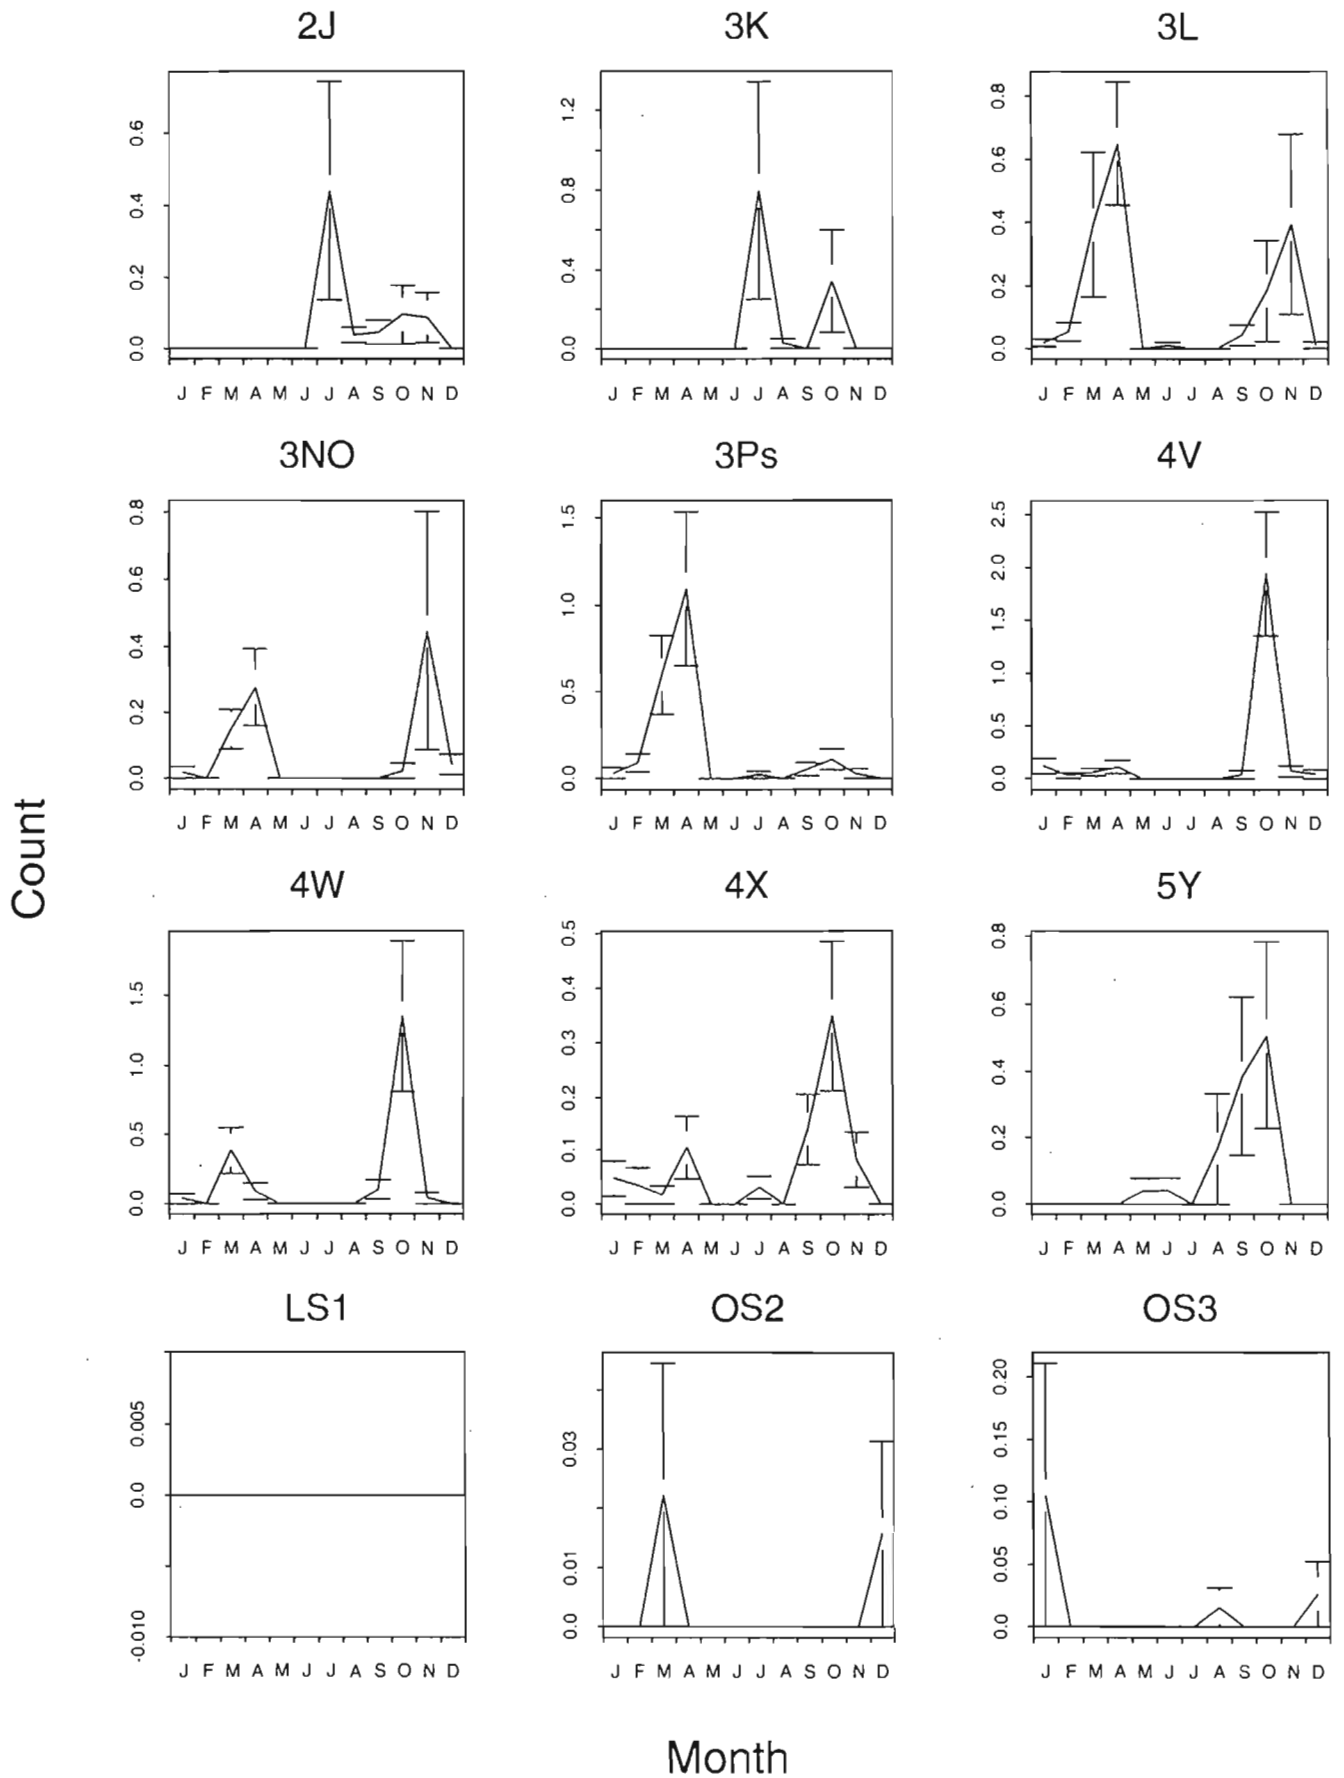 2J 3K 3L
0.0 0.2 0.4 0.6
0.0 0.4 0.8 1.2
0.0 0.2 0.4 0.6 0.8
J F M A M J J A S O N D
J F M A M J J A S O N D
J F M A M J J A S O N D
3NO 3Ps 4V
0.0 0.2 0.4 0.6 0.8
0.0 0.5 1.0 1.5
0.0 0.5 1.0 1.5 2.0 2.5
J F M A M J J A S O N D
J F M A M J J A S O N D
J F M A M J J A S O N D
Count
4W 4X 5Y
0.0 0.5 1.0 1.5
0.0 0.1 0.2 0.3 0.4 0.5
0.0 0.2 0.4 0.6 0.8
J F M A M J J A S O N D
J F M A M J J A S O N D
J F M A M J J A S O N D
LS1 OS2 OS3
-0.010 0.0 0.005
0.0 0.01 0.03
0.0 0.05 0.10 0.15 0.20
J F M A M J J A S O N D
J F M A M J J A S O N D
J F M A M J J A S O N D
Month